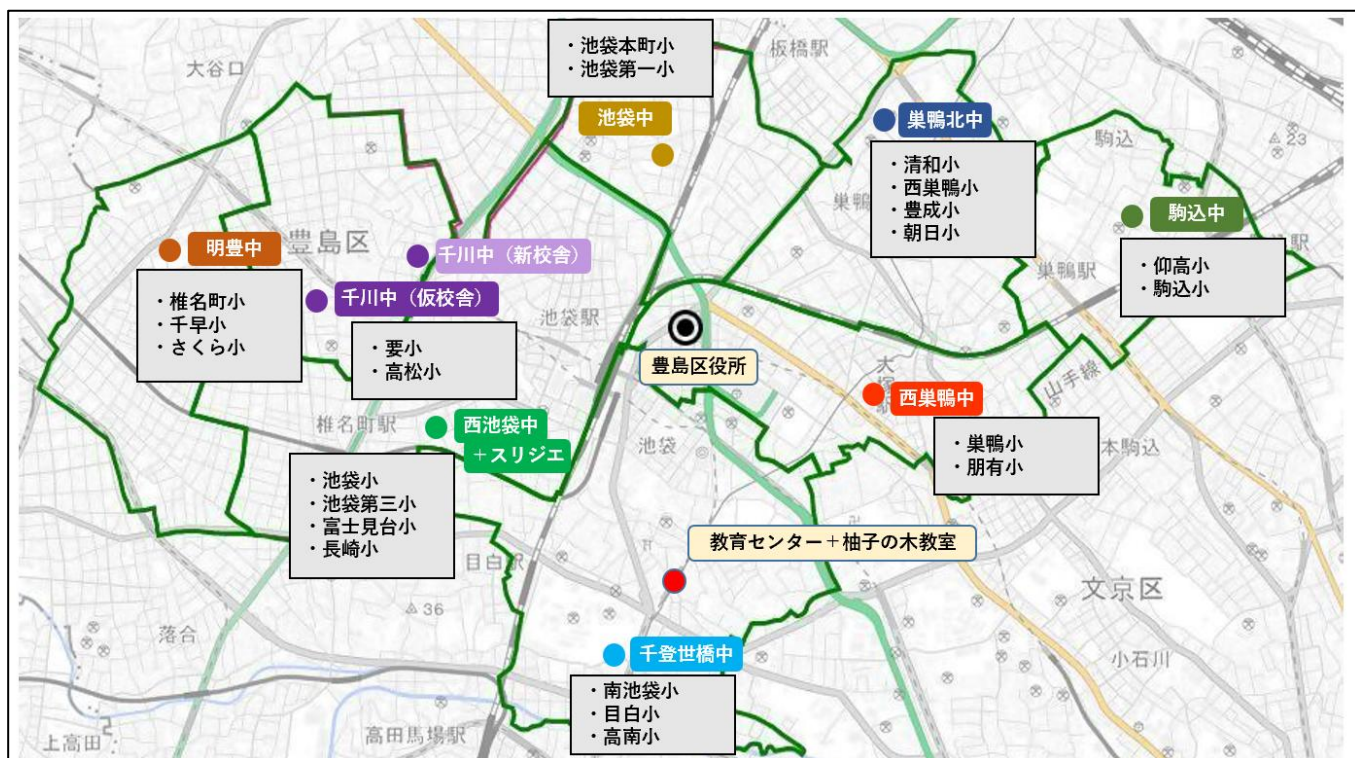 ・池袋本町小
・池袋第一小
池袋中
板橋駅
大谷口
巣鴨北中
・清和小
・西巣鴨小
・豊成小
・朝日小
駒込
23
駒込中
・仰高小
・駒込小
巣鴨駅
豊島区
明豊中
・椎名町小
・千早小
・さくら小
千川中（新校舎）
千川中（仮校舎）
・要小
・高松小
池袋駅
豊島区役所
大塚駅
山手線
西巣鴨中
・巣鴨小
・朋有小
本駒込
椎名町駅
西池袋中
＋スリジエ
池袋
・池袋小
・池袋第三小
・富士見台小
・長崎小
教育センター＋柚子の木教室
目白駅
36
文京区
落合
千登世橋中
・南池袋小
・目白小
・高南小
小石川
上高田
高田馬場駅